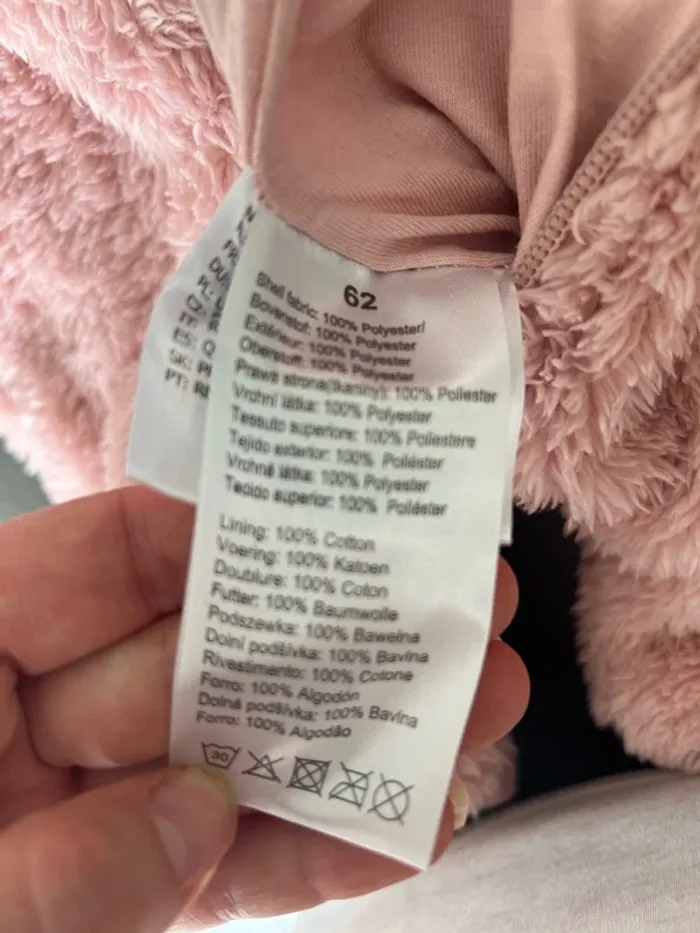 62
Shell fabric: 100% Polyester/
Bovenstof: 100% Polyester
Extérieur: 100% Polyester
Oberstoff: 100% Polyester
Prawa strona(tkaniny): 100% Poliester
Vrchní látka: 100% Polyester
Tessuto superiore: 100% Poliestere
Tejido exterior: 100% Poliéster
Vrchná látka: 100% Polyester
Tecido superior: 100% Poliéster
Lining: 100% Cotton
Voering: 100% Katoen
Doublure: 100% Coton
Futter: 100% Baumwolle
Podszewka: 100% Bawełna
Dolní podšívka: 100% Bavlna
Rivestimento: 100% Cotone
Forro: 100% Algodón
Dolná podšívka: 100% Bavlna
Forro: 100% Algodão
30
ES:
SK:
PT: